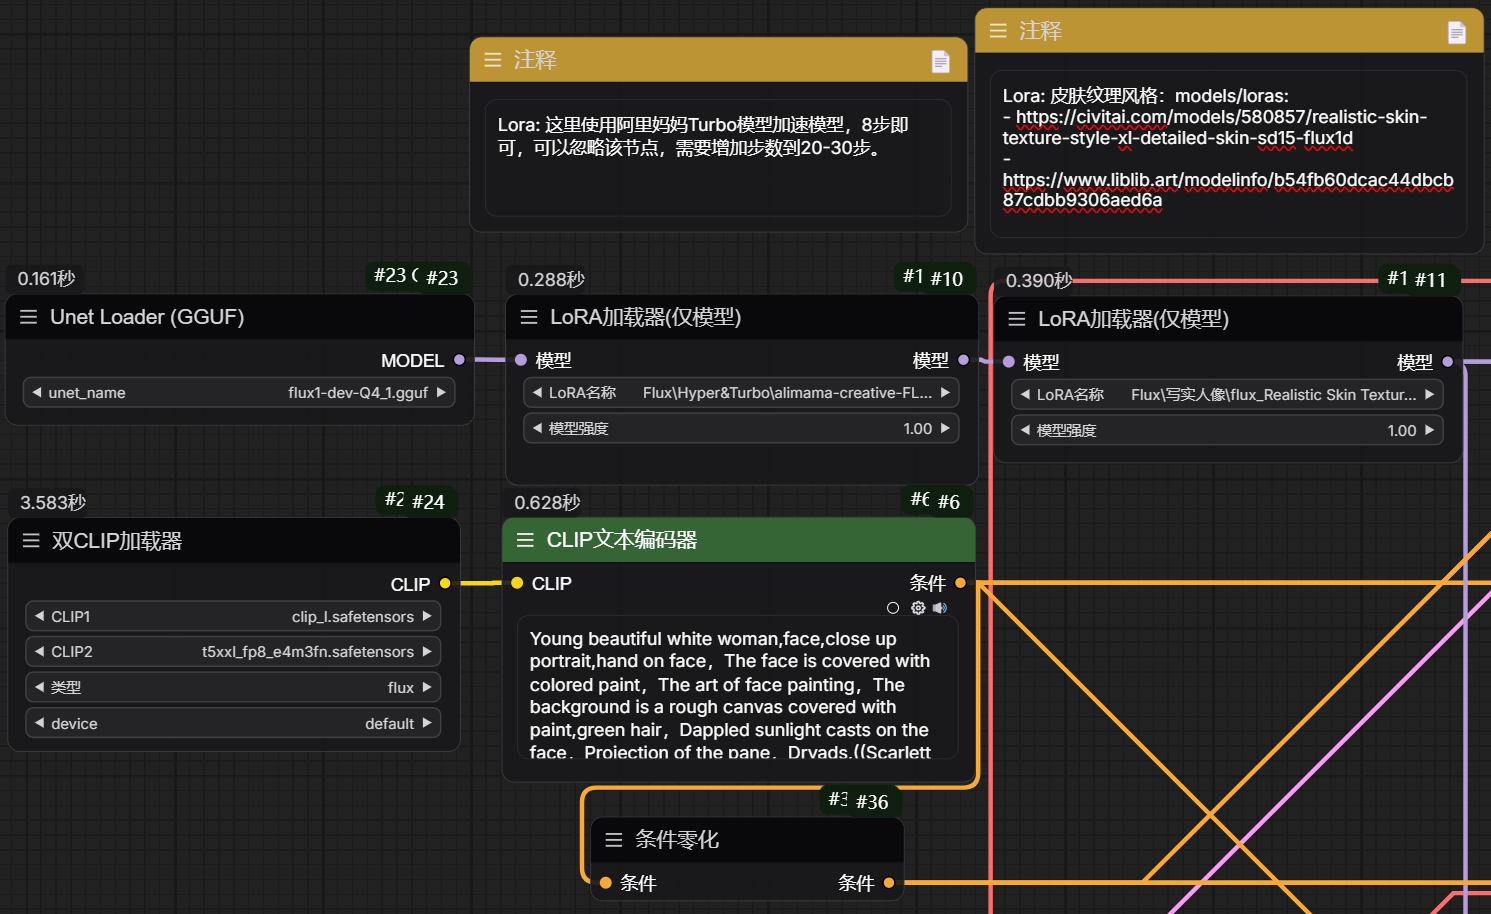 注释
Lora: 这里使用阿里妈妈Turbo模型加速模型，8步即
可，可以忽略该节点，需要增加步数到20-30步。
注释
Lora: 皮肤纹理风格：models/loras:
- https://civitai.com/models/580857/realistic-skin-
texture-style-xl-detailed-skin-sd15-flux1d
-
https://www.liblib.art/modelinfo/b54fb60dcac44dbcb
87cdbb9306aed6a
0.161秒
#23 ( #23
Unet Loader (GGUF)
MODEL
unet_name flux1-dev-Q4_1.gguf
0.288秒
#1 #10
LoRA加载器(仅模型)
模型 模型
LoRA名称 Flux\Hyper&Turbo\alimama-creative-FL...
模型强度 1.00
0.390秒
#1 #11
LoRA加载器(仅模型)
模型 模型
LoRA名称 Flux\写实人像\flux_Realistic Skin Textur...
模型强度 1.00
3.583秒
#2 #24
双CLIP加载器
CLIP
CLIP1 clip_l.safetensors
CLIP2 t5xxl_fp8_e4m3fn.safetensors
类型 flux
device default
0.628秒
#6 #6
CLIP文本编码器
CLIP 条件
Young beautiful white woman,face,close up
portrait,hand on face，The face is covered with
colored paint，The art of face painting，The
background is a rough canvas covered with
paint,green hair，Dappled sunlight casts on the
face，Projection of the pane，Dryads,((Scarlett
#3 #36
条件零化
条件 条件